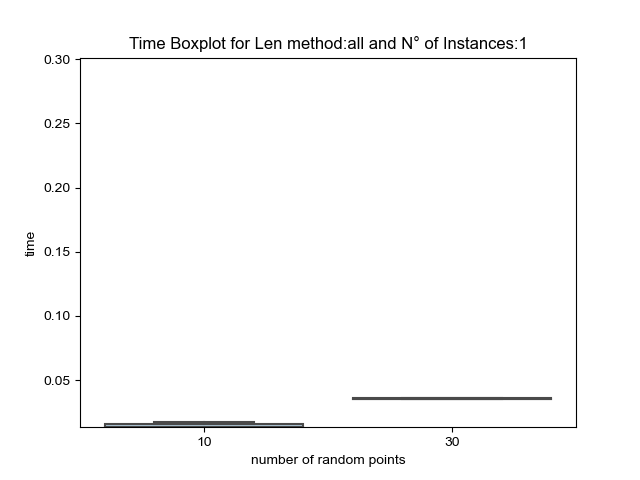 Time Boxplot for Len method:all and N° of Instances:1
0.30
0.25
0.20
0.15
0.10
0.05
time
10 30
number of random points